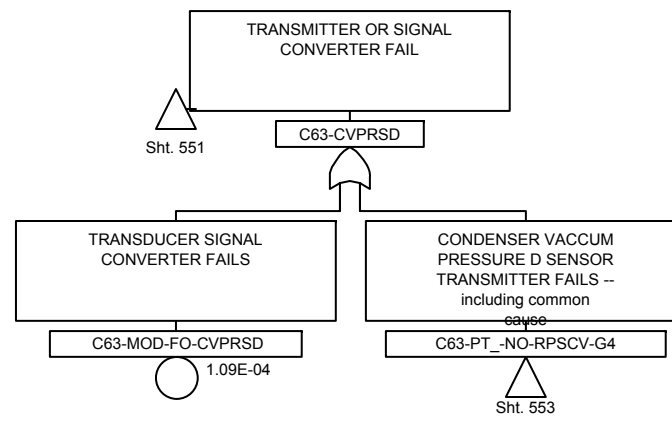 TRANSMITTER OR SIGNAL
CONVERTER FAIL
Sht. 551
C63-CVPRSD
TRANSDUCER SIGNAL
CONVERTER FAILS
C63-MOD-FO-CVPRSD
1.09E-04
CONDENSER VACCUM
PRESSURE D SENSOR
TRANSMITTER FAILS --
including common
cause
C63-PT_-NO-RPSCV-G4
Sht. 553